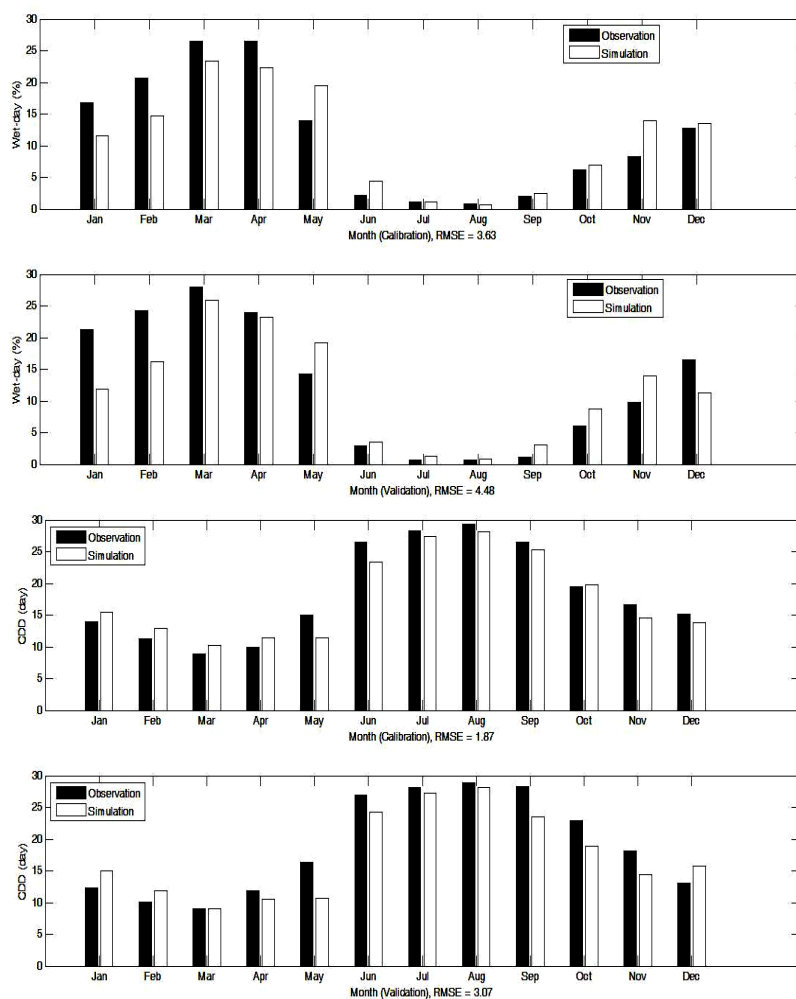 30
Observation
Simulation
25
20
Wet-day (%)
15
10
5
0
Jan Feb Mar Apr May Jun Jul Aug Sep Oct Nov Dec
Month (Calibration), RMSE = 3.63
30
Observation
Simulation
25
20
Wet-day (%)
15
10
5
0
Jan Feb Mar Apr May Jun Jul Aug Sep Oct Nov Dec
Month (Validation), RMSE = 4.48
30
Observation
Simulation
25
20
CDD (day)
15
10
5
0
Jan Feb Mar Apr May Jun Jul Aug Sep Oct Nov Dec
Month (Calibration), RMSE = 1.87
30
Observation
Simulation
25
20
CDD (day)
15
10
5
0
Jan Feb Mar Apr May Jun Jul Aug Sep Oct Nov Dec
Month (Validation), RMSE = 3.07